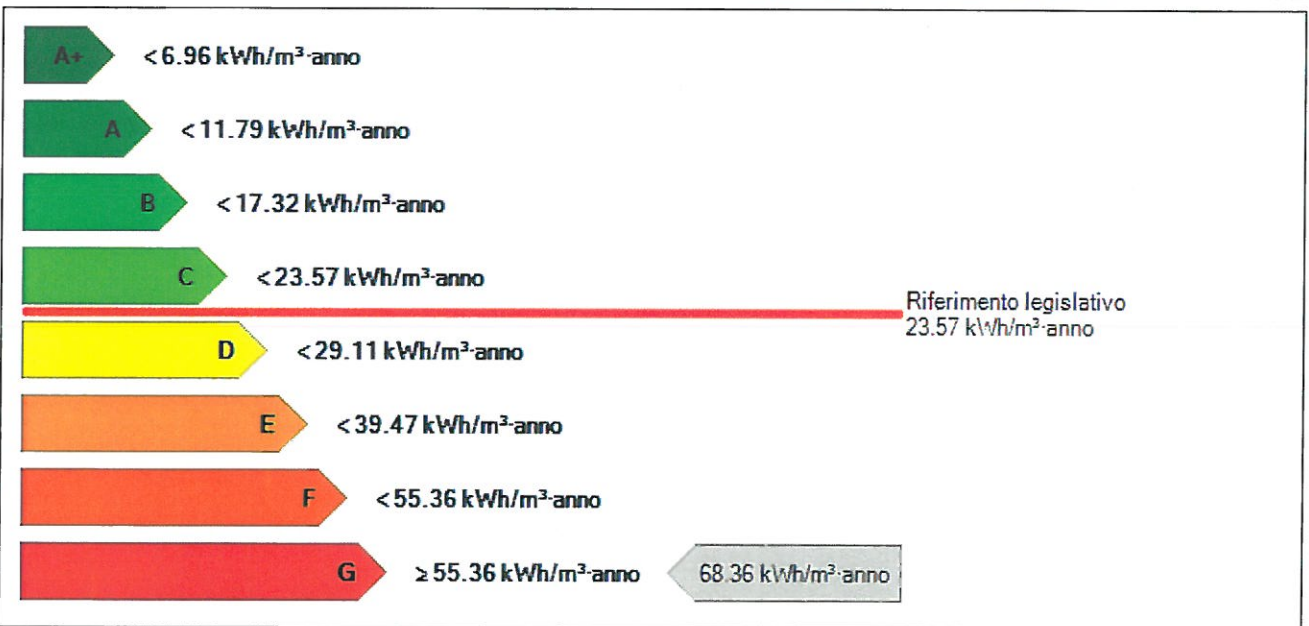 A+ < 6.96 kWh/m³·anno
A < 11.79 kWh/m³·anno
B < 17.32 kWh/m³·anno
C < 23.57 kWh/m³·anno
Riferimento legislativo
23.57 kWh/m³·anno
D < 29.11 kWh/m³·anno
E < 39.47 kWh/m³·anno
F < 55.36 kWh/m³·anno
G ≥ 55.36 kWh/m³·anno 68.36 kWh/m³·anno